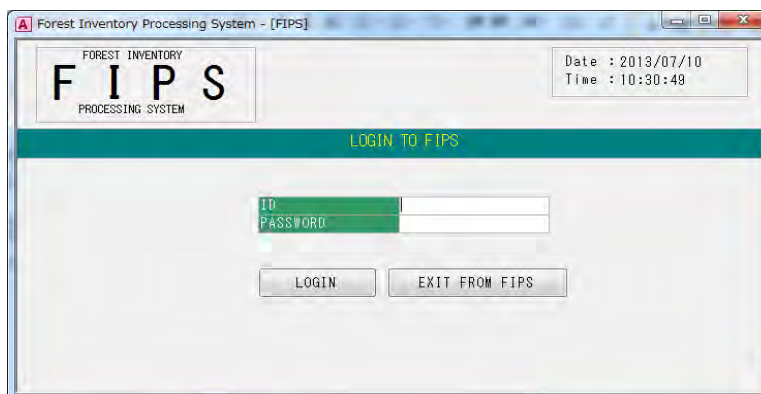 A Forest Inventory Processing System - [FIPS]
FOREST INVENTORY
F I P S
PROCESSING SYSTEM
Date : 2013/07/10
Time : 10:30:49
LOGIN TO FIPS
ID
PASSWORD
LOGIN
EXIT FROM FIPS